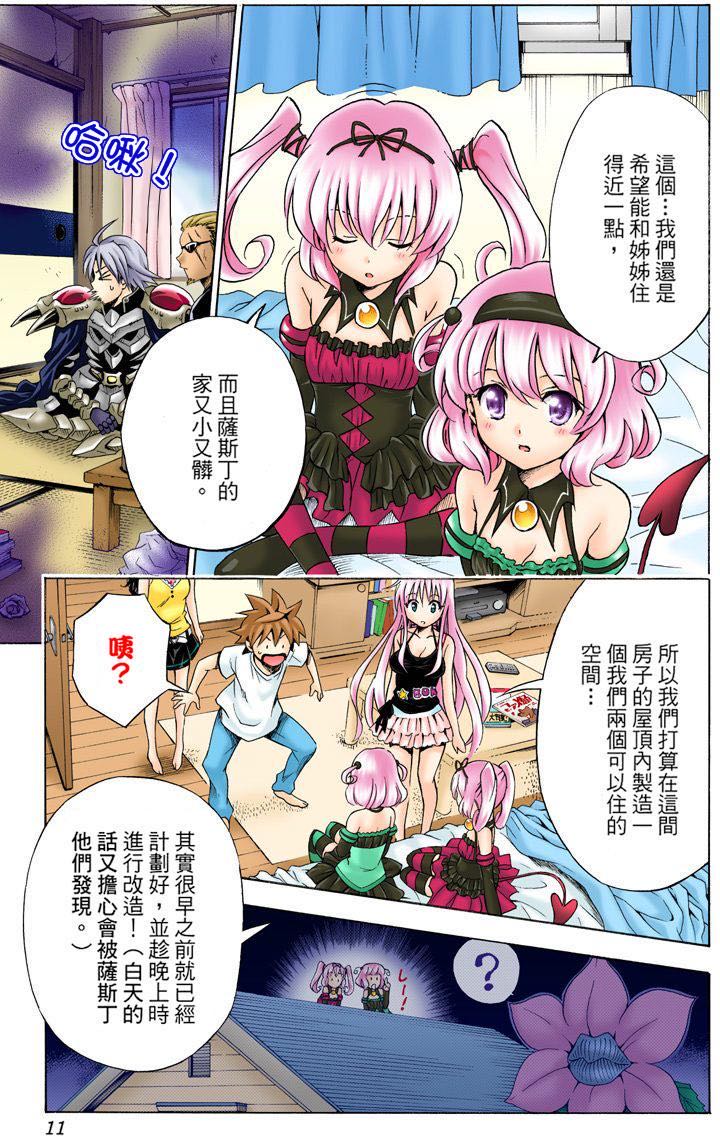 這個…我們還是
希望能和姊姊住
得近一點，
哈啾！
而且薩斯丁的
家又小又髒。
所以我們打算在這間
房子的屋頂內製造一
個我們兩個可以住的
空間…
咦？
其實很早之前就已經
計劃好，並趁晚上時
進行改造！（白天的
話又擔心會被薩斯丁
他們發現。）
？
しー！
11